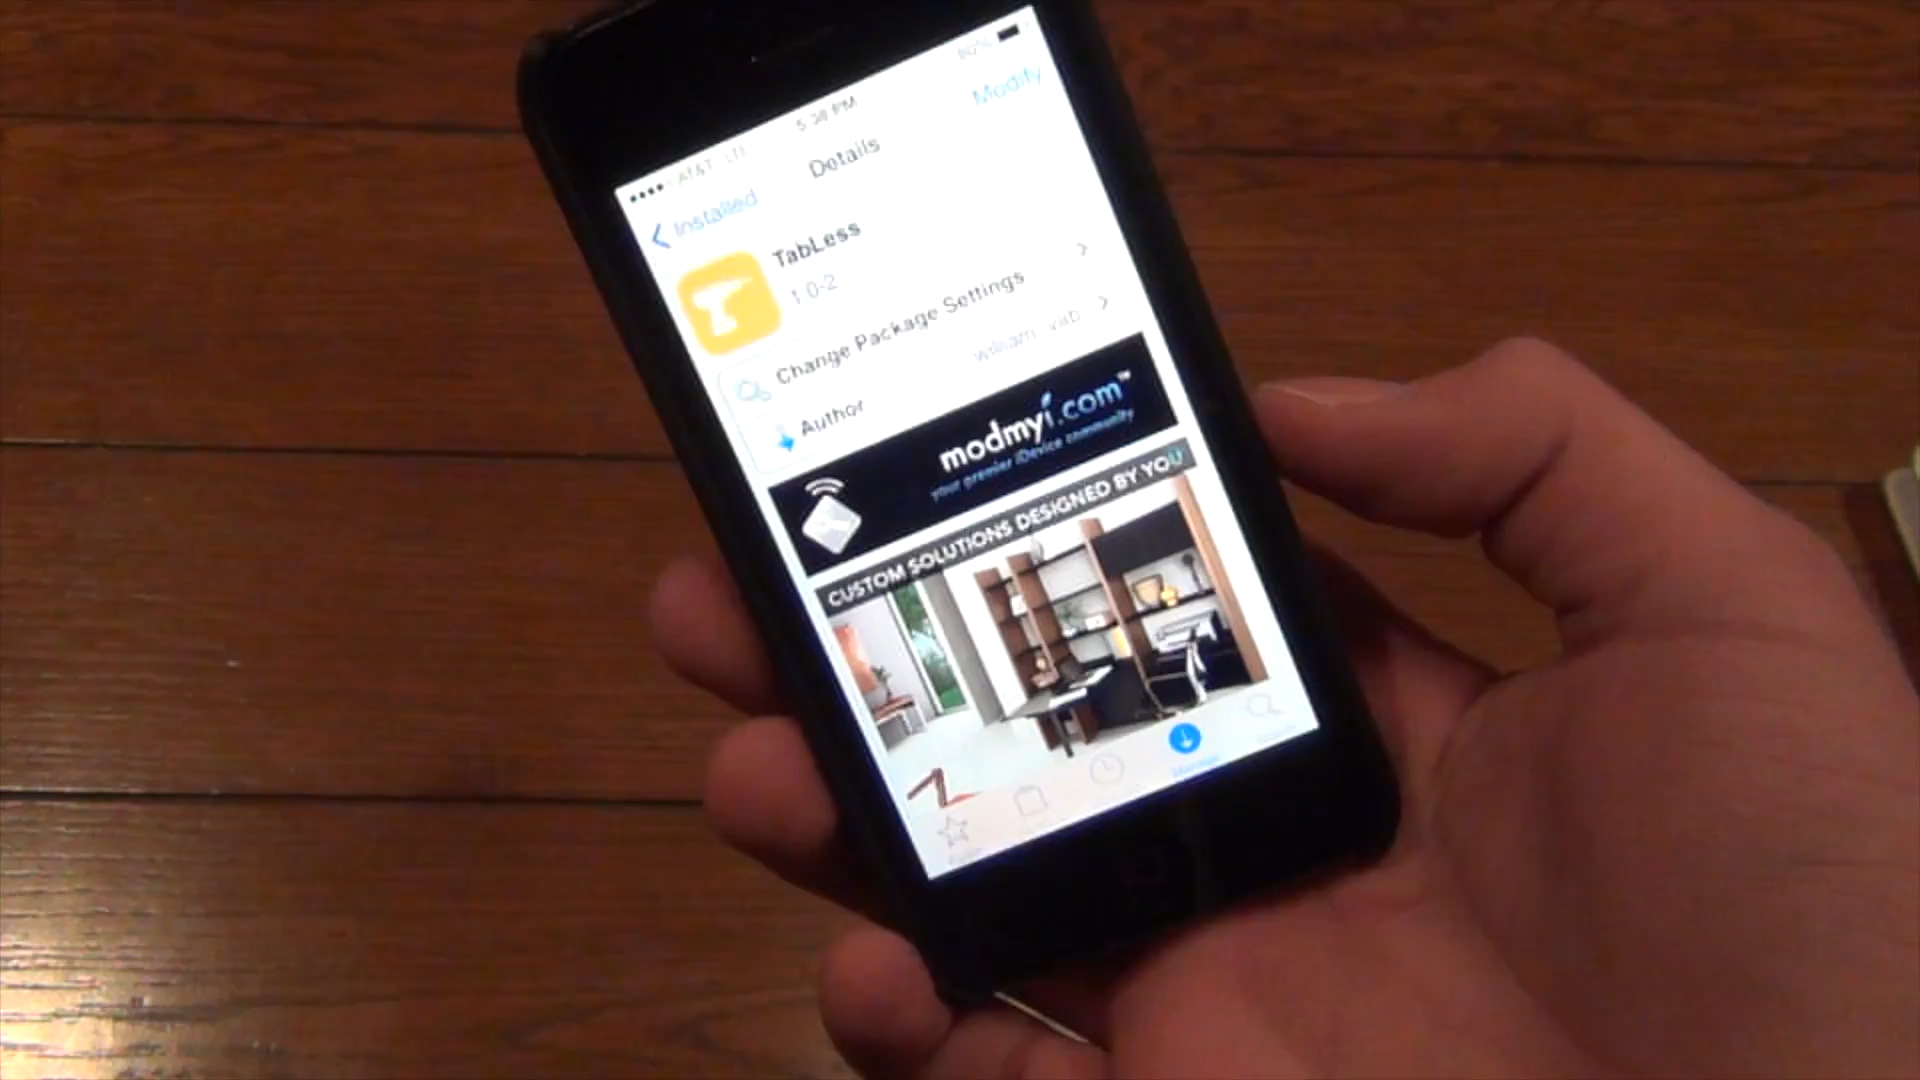 AT&T LTE
5:38 PM
80%
Installed
Details
Modify
TabLess
1.0-2
Change Package Settings
Author
modmyi.com™
your premier iDevice community
CUSTOM SOLUTIONS DESIGNED BY YOU